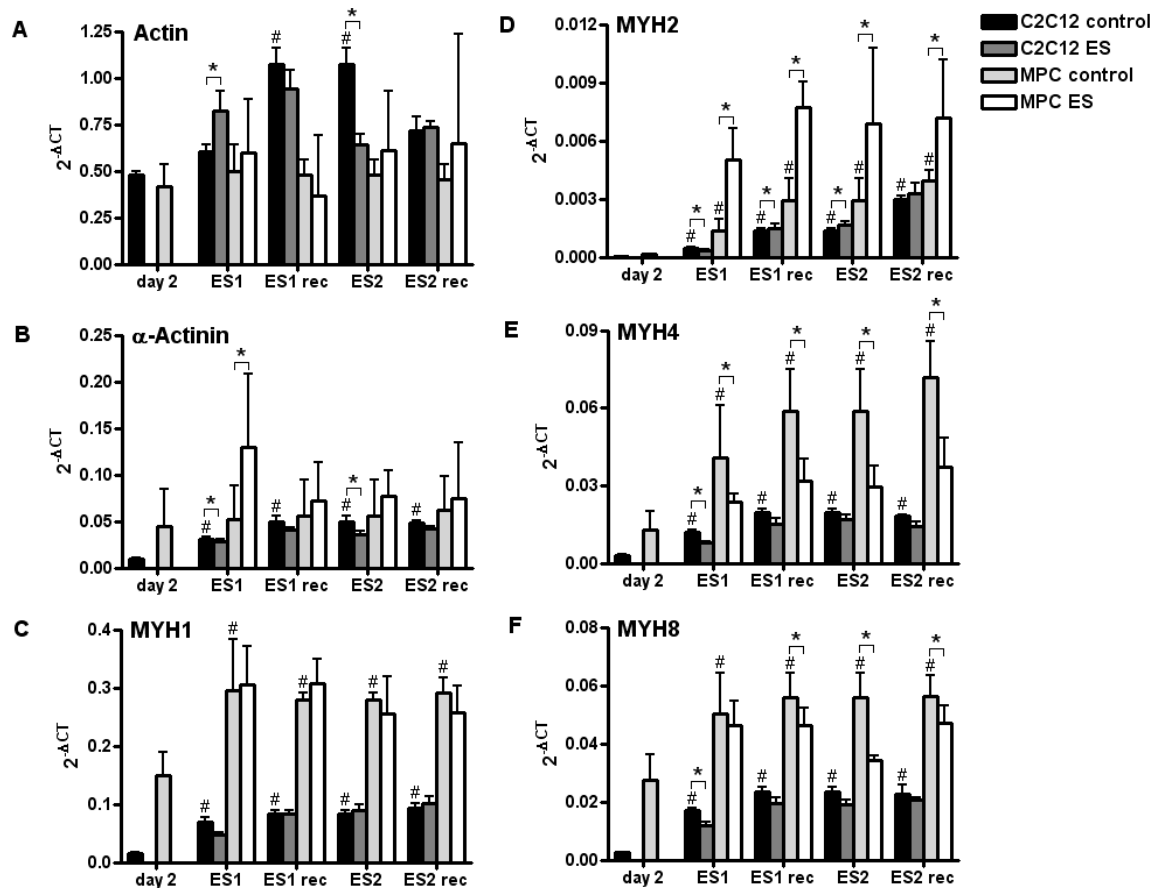 A
Actin
2-ΔCT
1.25
1.00
0.75
0.50
0.25
0.00
# # * *
day 2 ES1 ES1 rec ES2 ES2 rec
B
α-Actinin
2-ΔCT
0.25
0.20
0.15
0.10
0.05
0.00
# * * # # * #
day 2 ES1 ES1 rec ES2 ES2 rec
C
MYH1
2-ΔCT
0.4
0.3
0.2
0.1
0.0
# # # # # # # #
day 2 ES1 ES1 rec ES2 ES2 rec
D
MYH2
2-ΔCT
0.012
0.009
0.006
0.003
0.000
# * # * # * # * # * # * # # *
day 2 ES1 ES1 rec ES2 ES2 rec
E
MYH4
2-ΔCT
0.09
0.06
0.03
0.00
# * # * # # * # # * # # *
day 2 ES1 ES1 rec ES2 ES2 rec
F
MYH8
2-ΔCT
0.08
0.06
0.04
0.02
0.00
# * # # # * # # * # # *
day 2 ES1 ES1 rec ES2 ES2 rec
C2C12 control
C2C12 ES
MPC control
MPC ES